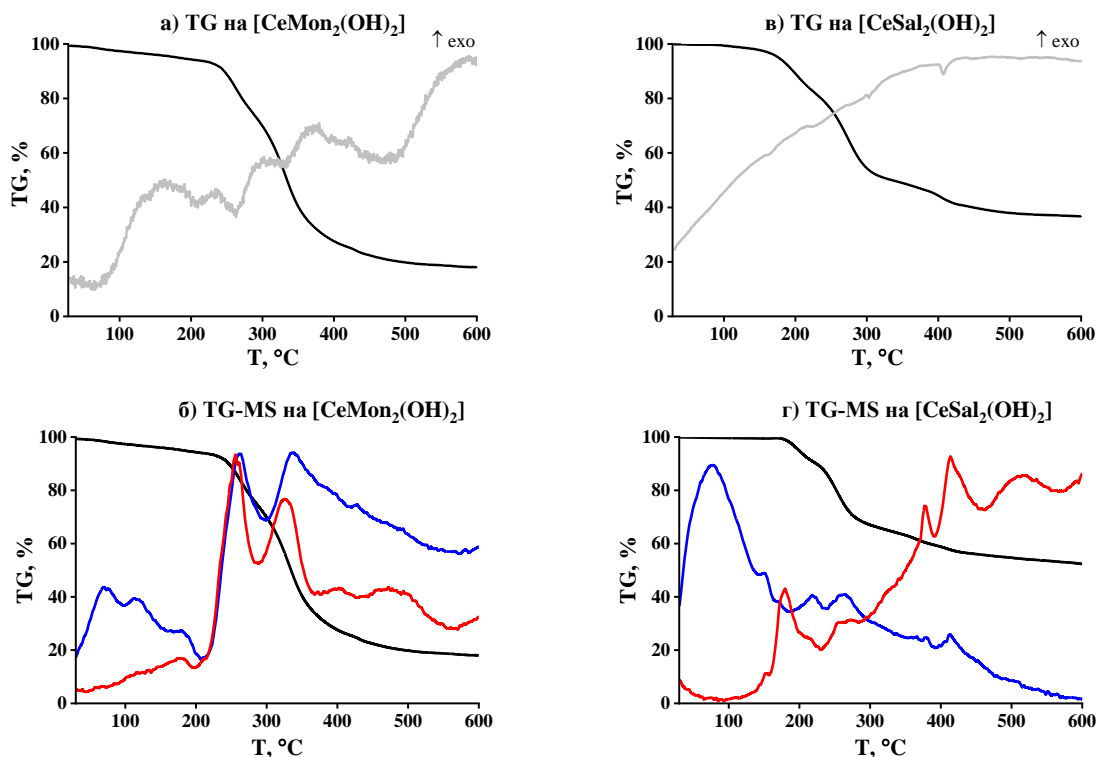 а) TG на [CeMon₂(OH)₂]
↑ exo
100
80
60
40
20
0
TG, %
100 200 300 400 500 600
T, °C
в) TG на [CeSal₂(OH)₂]
↑ exo
100
80
60
40
20
0
TG, %
100 200 300 400 500 600
T, °C
б) TG-MS на [CeMon₂(OH)₂]
100
80
60
40
20
0
TG, %
100 200 300 400 500 600
T, °C
г) TG-MS на [CeSal₂(OH)₂]
100
80
60
40
20
0
TG, %
100 200 300 400 500 600
T, °C